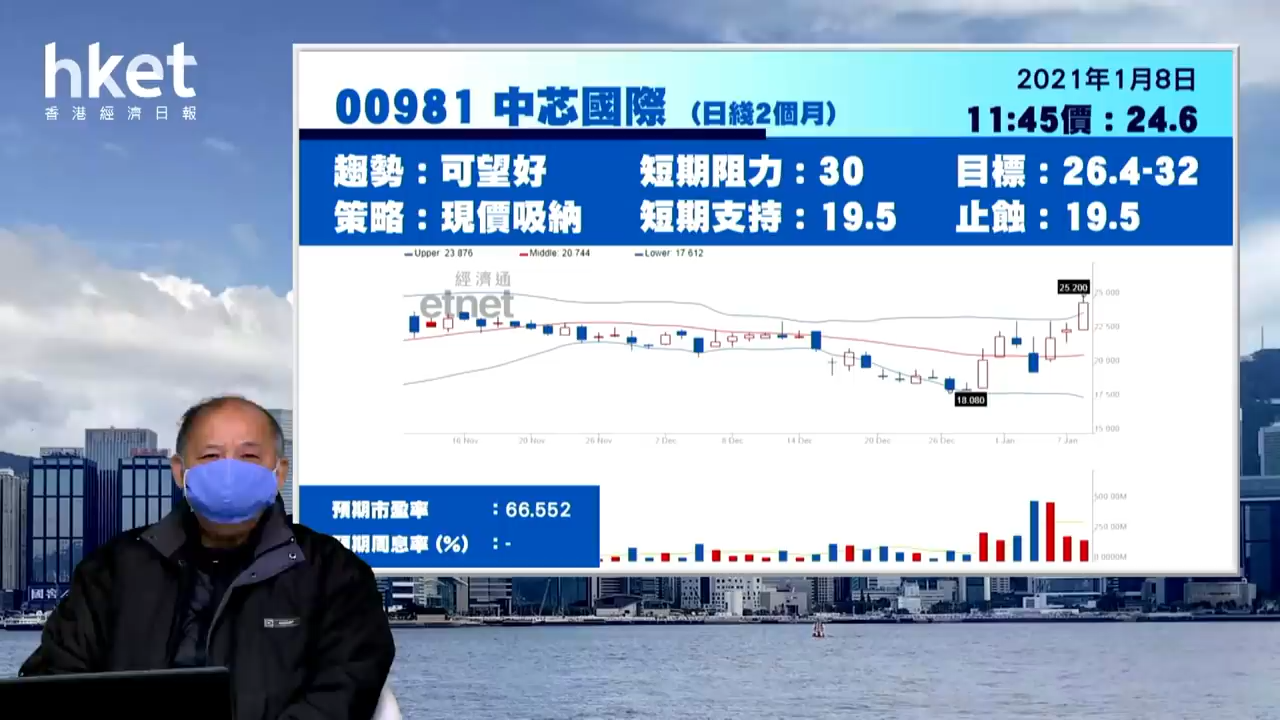 hket
香港經濟日報
00981 中芯國際 (日綫2個月)
2021年1月8日
11:45價：24.6
趨勢：可望好 短期阻力：30 目標：26.4-32
策略：現價吸納 短期支持：19.5 止蝕：19.5
Upper 23.876 Middle: 20.744 Lower: 17.612
經濟通
etnet
25.200
25.000
22.500
20.000
17.500
15.000
18.080
16 Nov 20 Nov 26 Nov 2 Dec 8 Dec 14 Dec 20 Dec 26 Dec 1 Jan 7 Jan
500.00M
250.00M
0.0000M
預期市盈率 ：66.552
預期周息率 (%) ：-